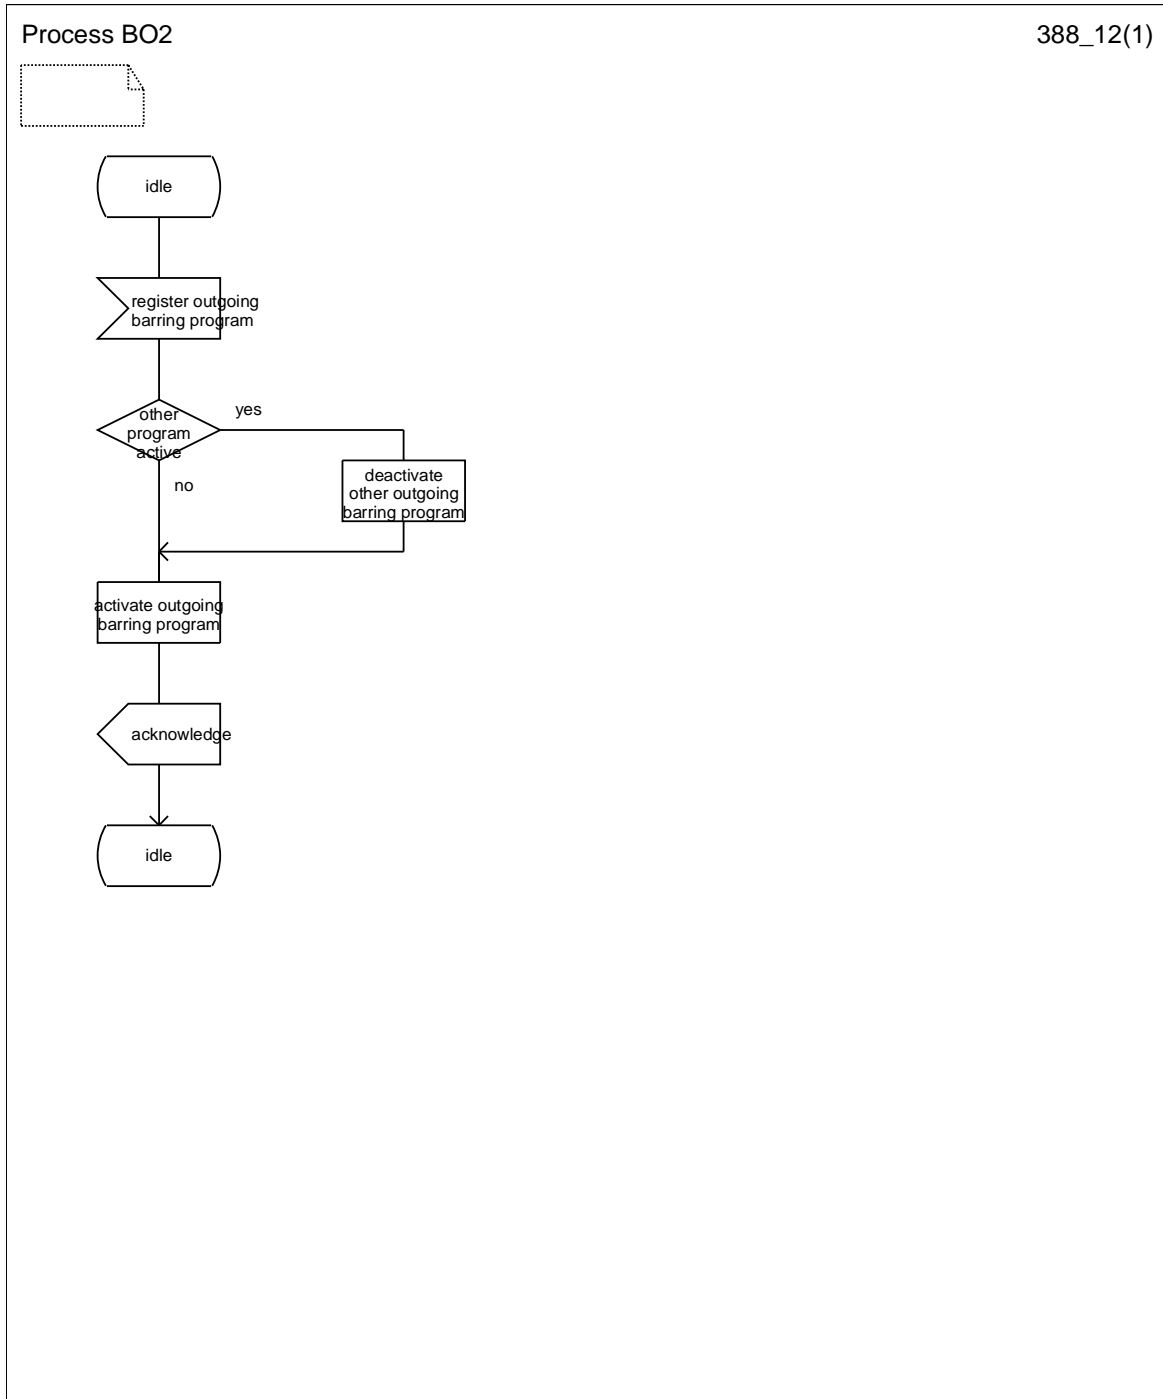 Process BO2
388_12(1)
idle
register outgoing
barring program
other
program
active
yes
no
deactivate
other outgoing
barring program
activate outgoing
barring program
acknowledge
idle